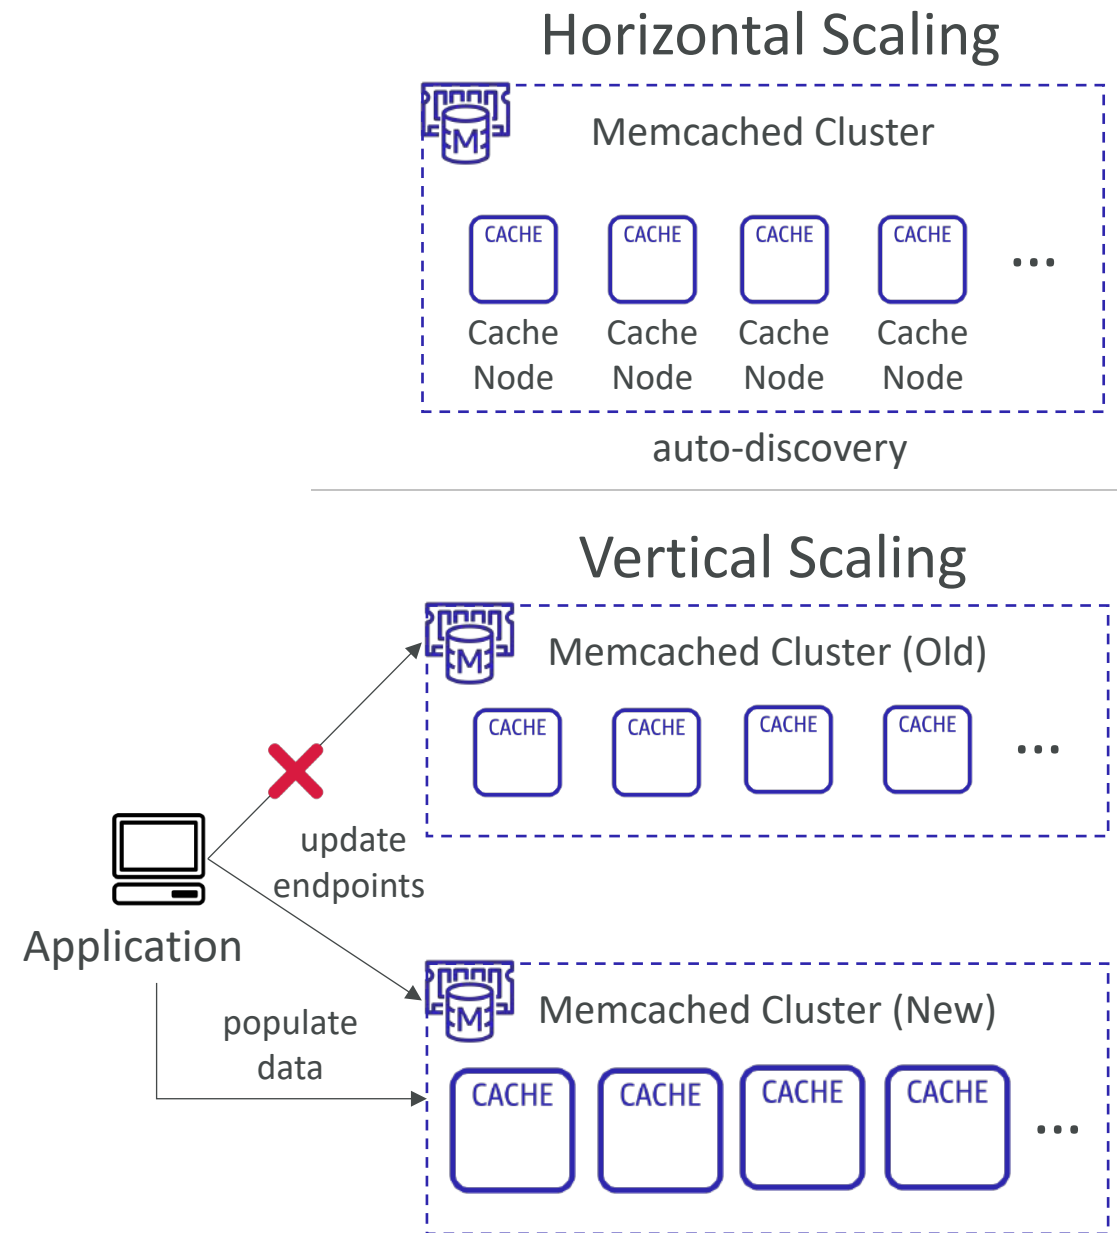 Horizontal Scaling
M
Memcached Cluster
CACHE CACHE CACHE CACHE ...
Cache Cache Cache Cache
Node Node Node Node
auto-discovery
Vertical Scaling
M
Memcached Cluster (Old)
CACHE CACHE CACHE CACHE ...
update
endpoints
Application
M
Memcached Cluster (New)
populate
data
CACHE CACHE CACHE CACHE ...